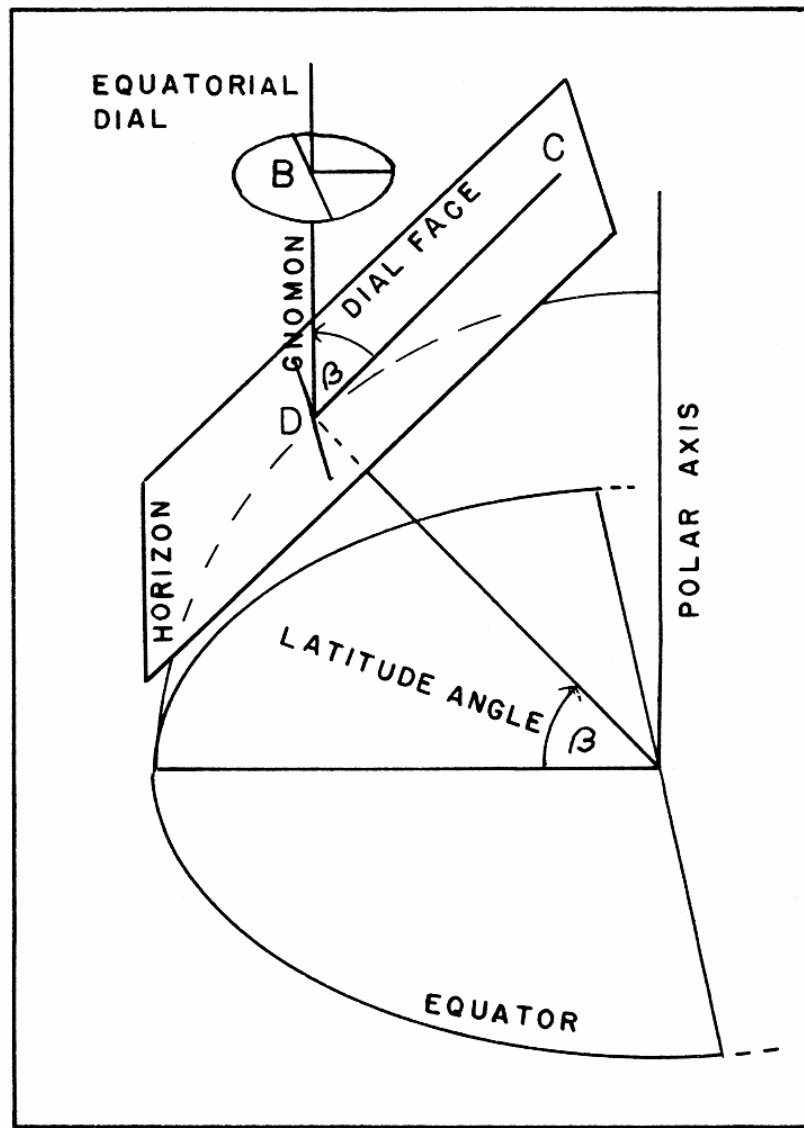 EQUATORIAL
DIAL
B
C
DIAL FACE
GNOMON
β
D
HORIZON
POLAR AXIS
LATITUDE ANGLE
β
EQUATOR